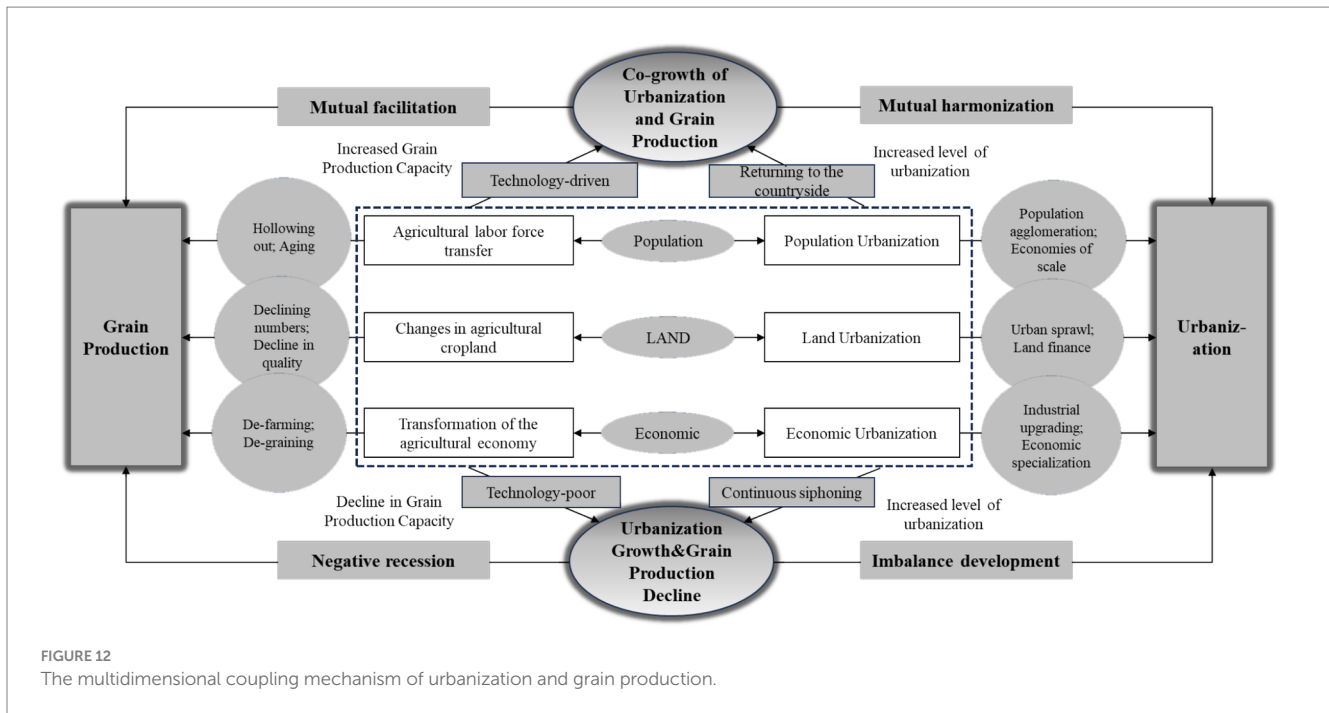 Co-growth of
Urbanization
and Grain
Production
Mutual facilitation
Mutual harmonization
Increased Grain
Production Capacity
Increased level of
urbanization
Technology-driven
Returning to the
countryside
Hollowing
out; Aging
Agricultural labor force
transfer
Population
Population Urbanization
Population
agglomeration;
Economies of
scale
Grain
Production
Declining
numbers;
Decline in
quality
Changes in agricultural
cropland
LAND
Land Urbanization
Urban sprawl;
Land finance
Urbaniz-
ation
De-farming;
De-graining
Transformation of the
agricultural economy
Economic
Economic Urbanization
Industrial
upgrading;
Economic
specialization
Technology-poor
Continuous siphoning
Decline in Grain
Production Capacity
Increased level of
urbanization
Negative recession
Urbanization
Growth&Grain
Production
Decline
Imbalance development
FIGURE 12
The multidimensional coupling mechanism of urbanization and grain production.